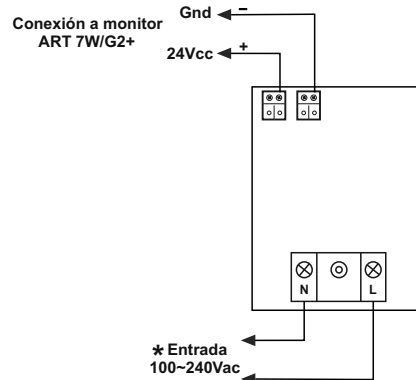 Conexión a monitor
ART 7W/G2+
Gnd −
24Vcc +
N L
* Entrada
100~240Vac